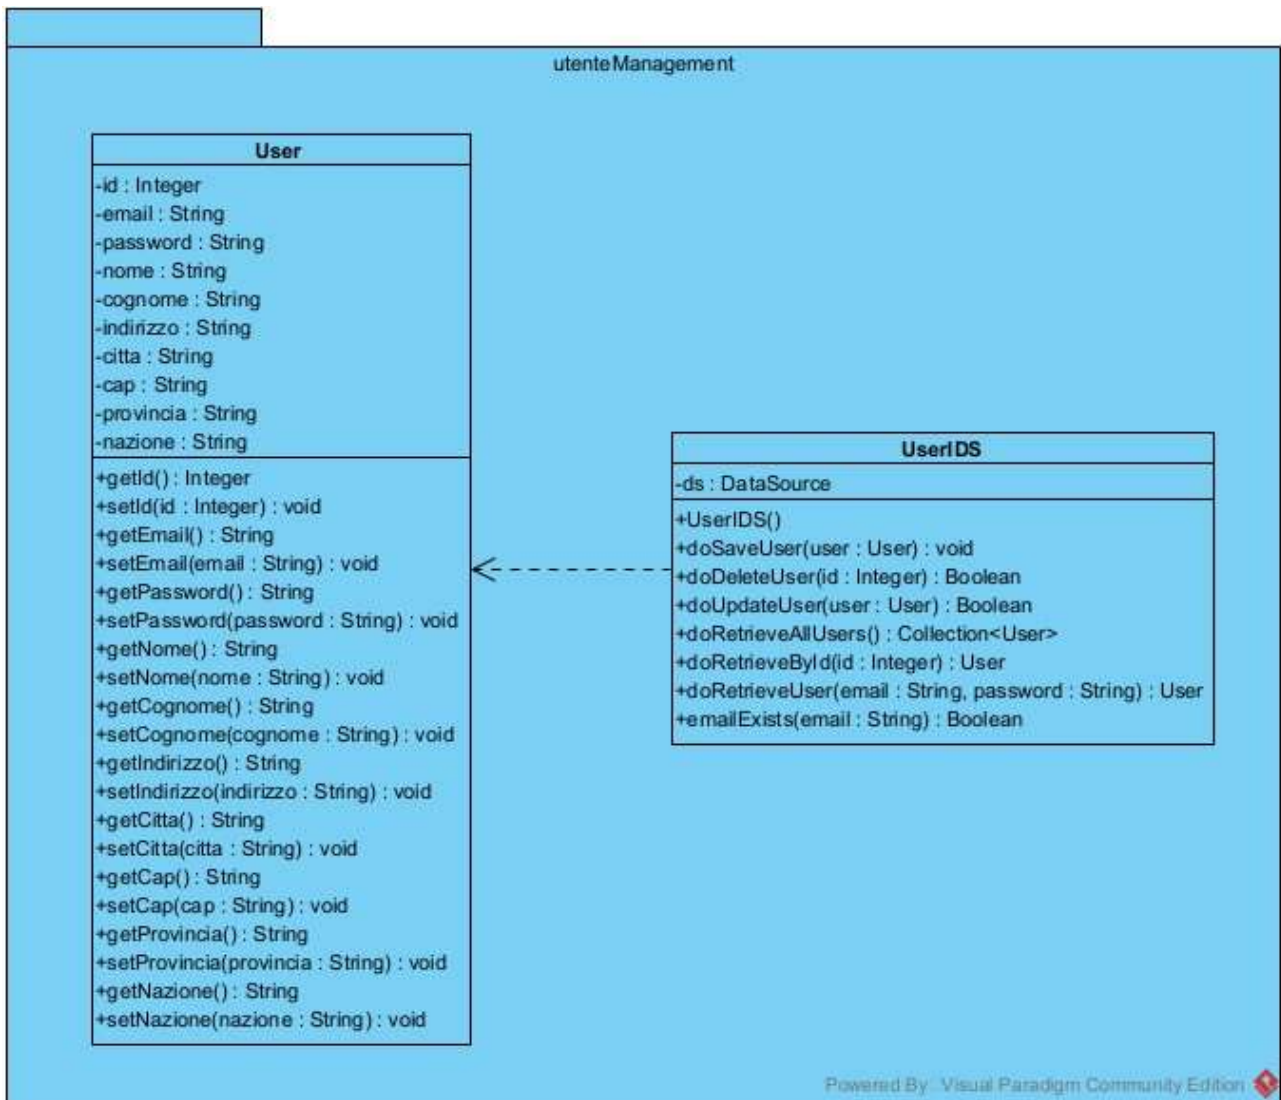 utenteManagement
User
-id : Integer
-email : String
-password : String
-nome : String
-cognome : String
-indirizzo : String
-citta : String
-cap : String
-provincia : String
-nazione : String
+getId() : Integer
+setId(id : Integer) : void
+getEmail() : String
+setEmail(email : String) : void
+getPassword() : String
+setPassword(password : String) : void
+getNome() : String
+setNome(nome : String) : void
+getCognome() : String
+setCognome(cognome : String) : void
+getIndirizzo() : String
+setIndirizzo(indirizzo : String) : void
+getCitta() : String
+setCitta(citta : String) : void
+getCap() : String
+setCap(cap : String) : void
+getProvincia() : String
+setProvincia(provincia : String) : void
+getNazione() : String
+setNazione(nazione : String) : void
UserIDS
-ds : DataSource
+UserIDS()
+doSaveUser(user : User) : void
+doDeleteUser(id : Integer) : Boolean
+doUpdateUser(user : User) : Boolean
+doRetrieveAllUsers() : Collection<User>
+doRetrieveById(id : Integer) : User
+doRetrieveUser(email : String, password : String) : User
+emailExists(email : String) : Boolean
Powered By Visual Paradigm Community Edition